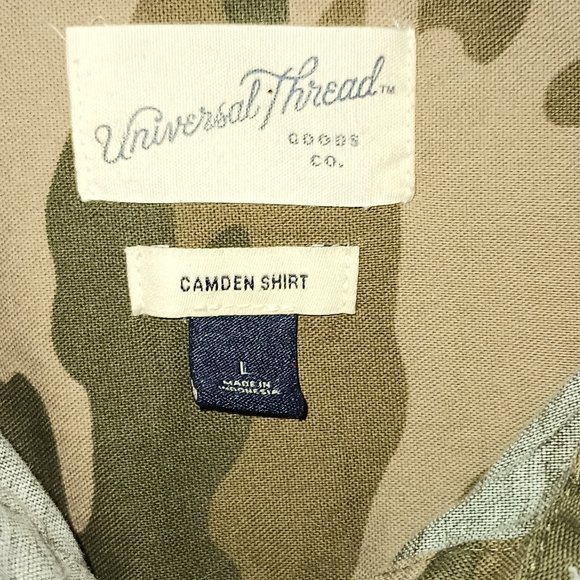 Universal Thread™
GOODS
CO.
CAMDEN SHIRT
L
MADE IN
INDONESIA